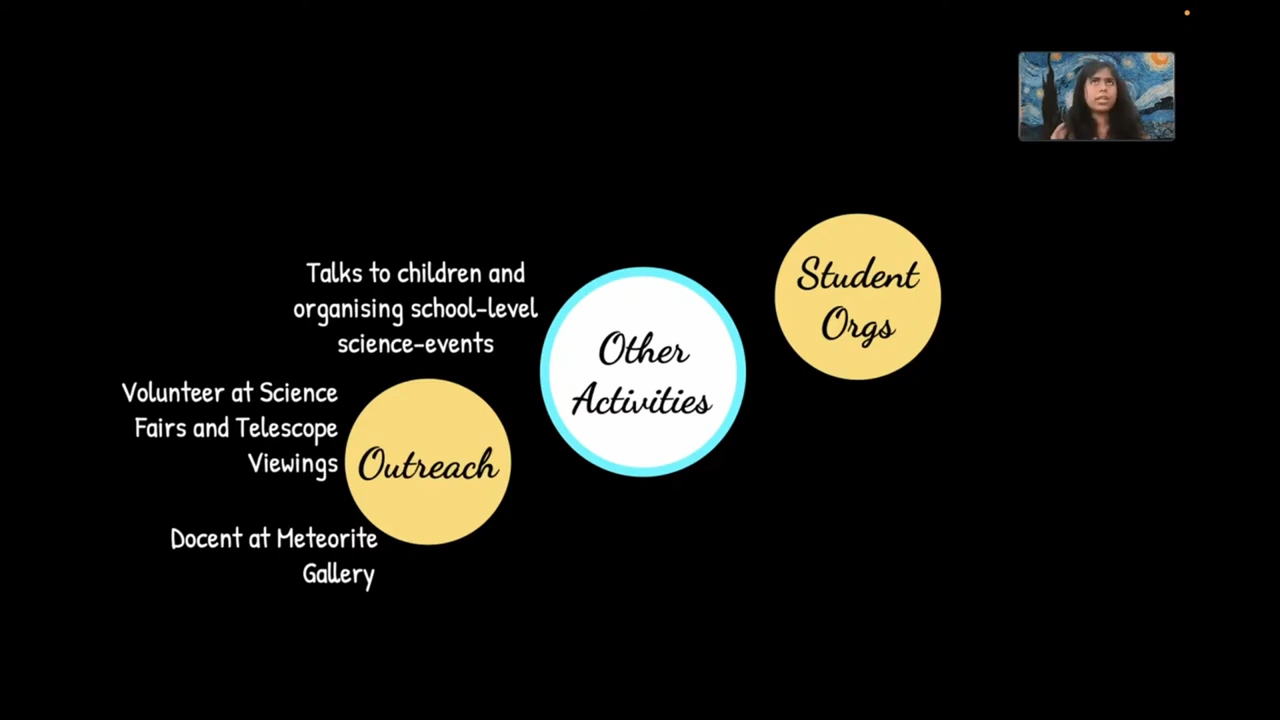 Talks to children and
organising school-level
science-events
Volunteer at Science
Fairs and Telescope
Viewings
Outreach
Docent at Meteorite
Gallery
Other
Activities
Student
Orgs